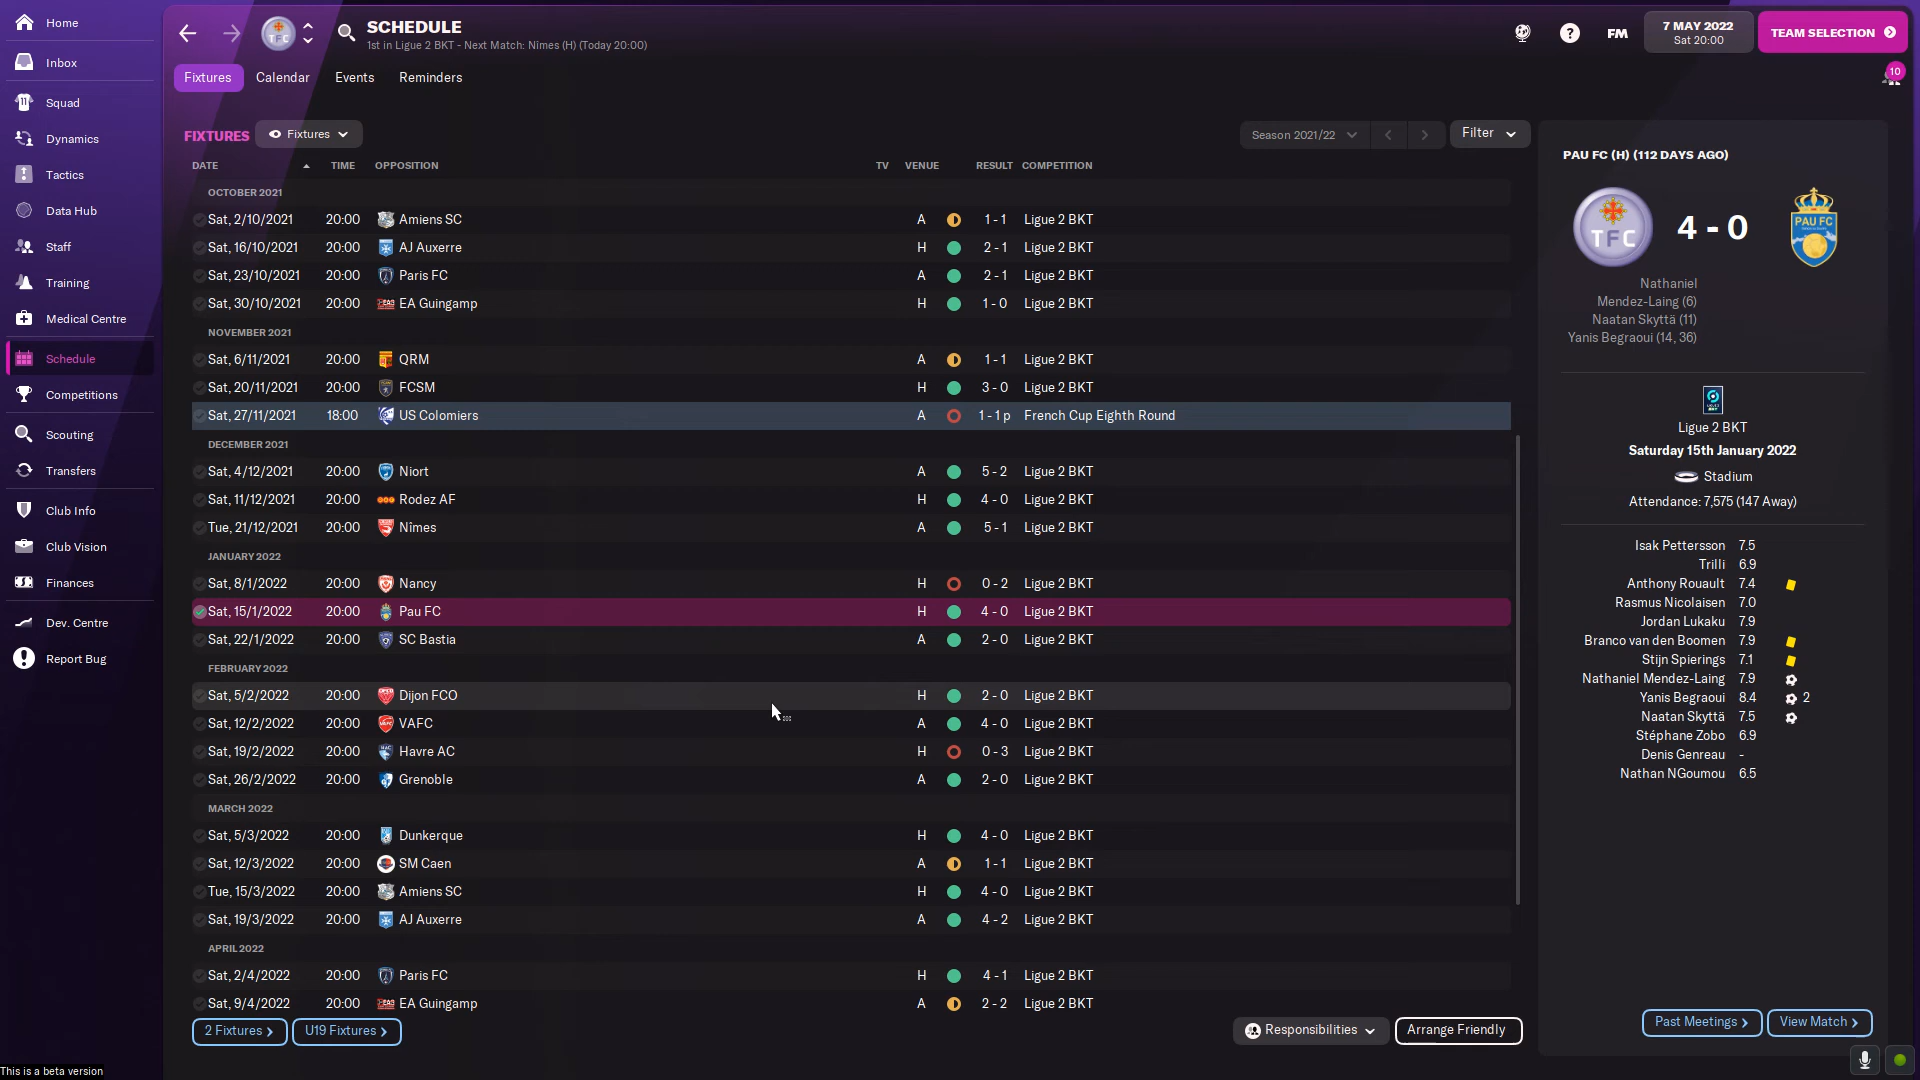 Home
Inbox
Squad
Dynamics
Tactics
Data Hub
Staff
Training
Medical Centre
Schedule
Competitions
Scouting
Transfers
Club Info
Club Vision
Finances
Dev. Centre
Report Bug
This is a beta version
TFC
SCHEDULE
1st in Ligue 2 BKT - Next Match: Nîmes (H) (Today 20:00)
FM
7 MAY 2022
Sat 20:00
TEAM SELECTION
10
Fixtures Calendar Events Reminders
FIXTURES Fixtures
Season 2021/22 Filter
DATE TIME OPPOSITION TV VENUE RESULT COMPETITION
OCTOBER 2021
Sat, 2/10/2021 20:00 Amiens SC A 1 - 1 Ligue 2 BKT
Sat, 16/10/2021 20:00 AJ Auxerre H 2 - 1 Ligue 2 BKT
Sat, 23/10/2021 20:00 Paris FC A 2 - 1 Ligue 2 BKT
Sat, 30/10/2021 20:00 EA Guingamp H 1 - 0 Ligue 2 BKT
NOVEMBER 2021
Sat, 6/11/2021 20:00 QRM A 1 - 1 Ligue 2 BKT
Sat, 20/11/2021 20:00 FCSM H 3 - 0 Ligue 2 BKT
Sat, 27/11/2021 18:00 US Colomiers A 1 - 1 p French Cup Eighth Round
DECEMBER 2021
Sat, 4/12/2021 20:00 Niort A 5 - 2 Ligue 2 BKT
Sat, 11/12/2021 20:00 Rodez AF H 4 - 0 Ligue 2 BKT
Tue, 21/12/2021 20:00 Nîmes A 5 - 1 Ligue 2 BKT
JANUARY 2022
Sat, 8/1/2022 20:00 Nancy H 0 - 2 Ligue 2 BKT
Sat, 15/1/2022 20:00 Pau FC H 4 - 0 Ligue 2 BKT
Sat, 22/1/2022 20:00 SC Bastia A 2 - 0 Ligue 2 BKT
FEBRUARY 2022
Sat, 5/2/2022 20:00 Dijon FCO H 2 - 0 Ligue 2 BKT
Sat, 12/2/2022 20:00 VAFC A 4 - 0 Ligue 2 BKT
Sat, 19/2/2022 20:00 Havre AC H 0 - 3 Ligue 2 BKT
Sat, 26/2/2022 20:00 Grenoble A 2 - 0 Ligue 2 BKT
MARCH 2022
Sat, 5/3/2022 20:00 Dunkerque H 4 - 0 Ligue 2 BKT
Sat, 12/3/2022 20:00 SM Caen A 1 - 1 Ligue 2 BKT
Tue, 15/3/2022 20:00 Amiens SC H 4 - 0 Ligue 2 BKT
Sat, 19/3/2022 20:00 AJ Auxerre A 4 - 2 Ligue 2 BKT
APRIL 2022
Sat, 2/4/2022 20:00 Paris FC H 4 - 1 Ligue 2 BKT
Sat, 9/4/2022 20:00 EA Guingamp A 2 - 2 Ligue 2 BKT
2 Fixtures U19 Fixtures Responsibilities Arrange Friendly
PAU FC (H) (112 DAYS AGO)
TFC 4 - 0 PAU FC
Nathaniel
Mendez-Laing (6)
Naatan Skyttä (11)
Yanis Begraoui (14, 36)
Ligue 2 BKT
Saturday 15th January 2022
Stadium
Attendance: 7,575 (147 Away)
Isak Pettersson 7.5
Trilli 6.9
Anthony Rouault 7.4
Rasmus Nicolaisen 7.0
Jordan Lukaku 7.9
Branco van den Boomen 7.9
Stijn Spierings 7.1
Nathaniel Mendez-Laing 7.9
Yanis Begraoui 8.4 2
Naatan Skyttä 7.5
Stéphane Zobo 6.9
Denis Genreau -
Nathan NGoumou 6.5
Past Meetings View Match